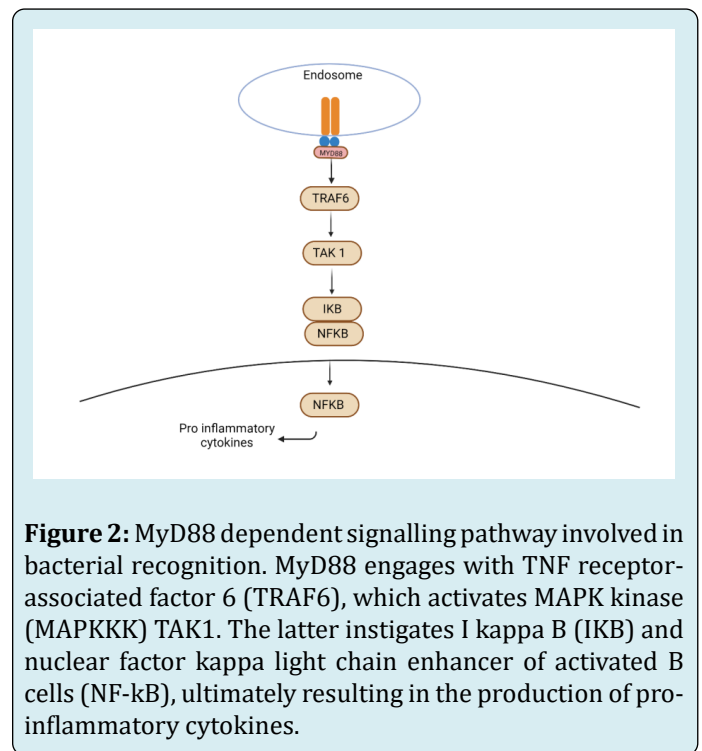 Endosome
MYD88
TRAF6
TAK 1
IKB
NFKB
NFKB
Pro inflammatory
cytokines
Figure 2: MyD88 dependent signalling pathway involved in
bacterial recognition. MyD88 engages with TNF receptor-
associated factor 6 (TRAF6), which activates MAPK kinase
(MAPKKK) TAK1. The latter instigates I kappa B (IKB) and
nuclear factor kappa light chain enhancer of activated B
cells (NF-kB), ultimately resulting in the production of pro-
inflammatory cytokines.